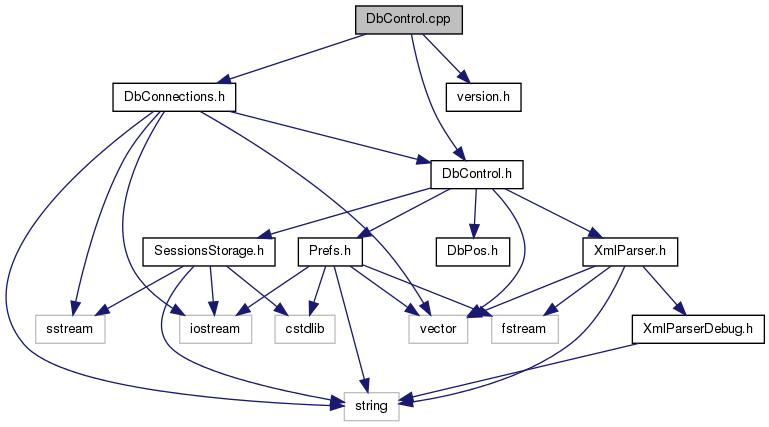 DbControl.cpp
DbConnections.h
version.h
DbControl.h
SessionsStorage.h
Prefs.h
DbPos.h
XmlParser.h
sstream
iostream
cstdlib
vector
fstream
XmlParserDebug.h
string